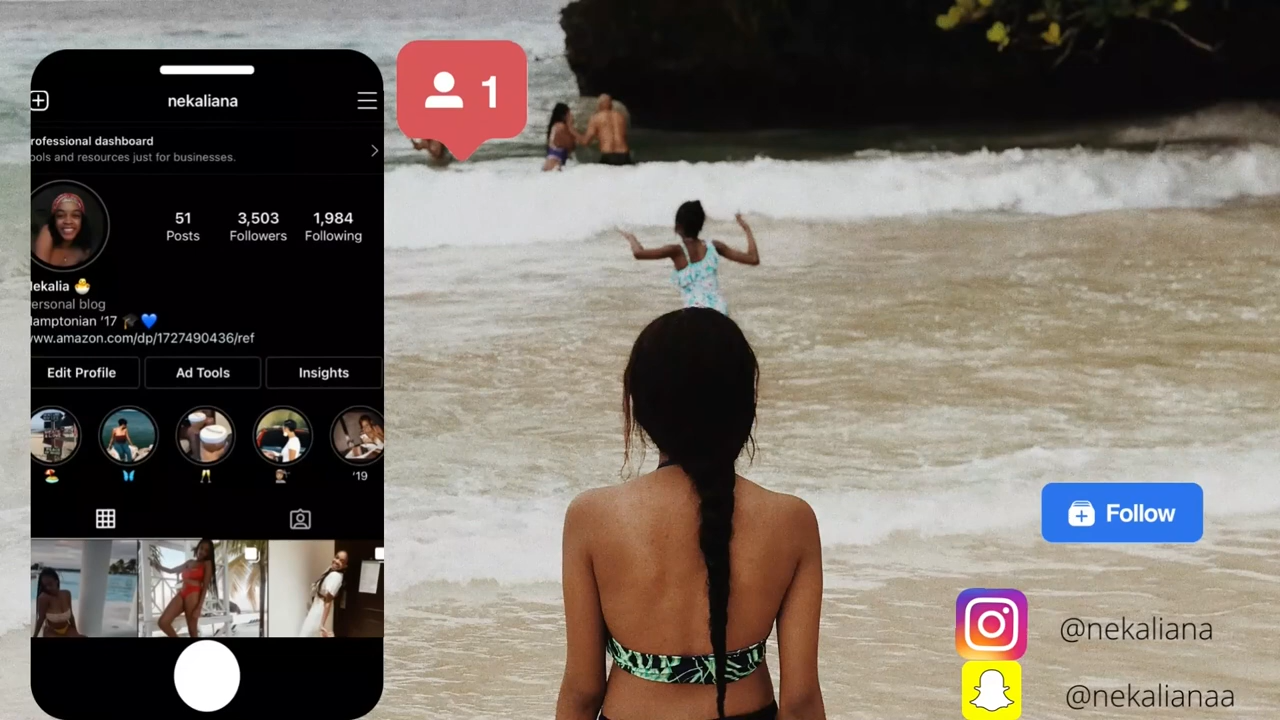 nekaliana
rofessional dashboard
ools and resources just for businesses.
51
Posts
3,503
Followers
1,984
Following
lekalia 🐣
ersonal blog
lamptonian '17 🎓💙
ww.amazon.com/dp/1727490436/ref
Edit Profile
Ad Tools
Insights
'19
1
Follow
@nekaliana
@nekalianaa